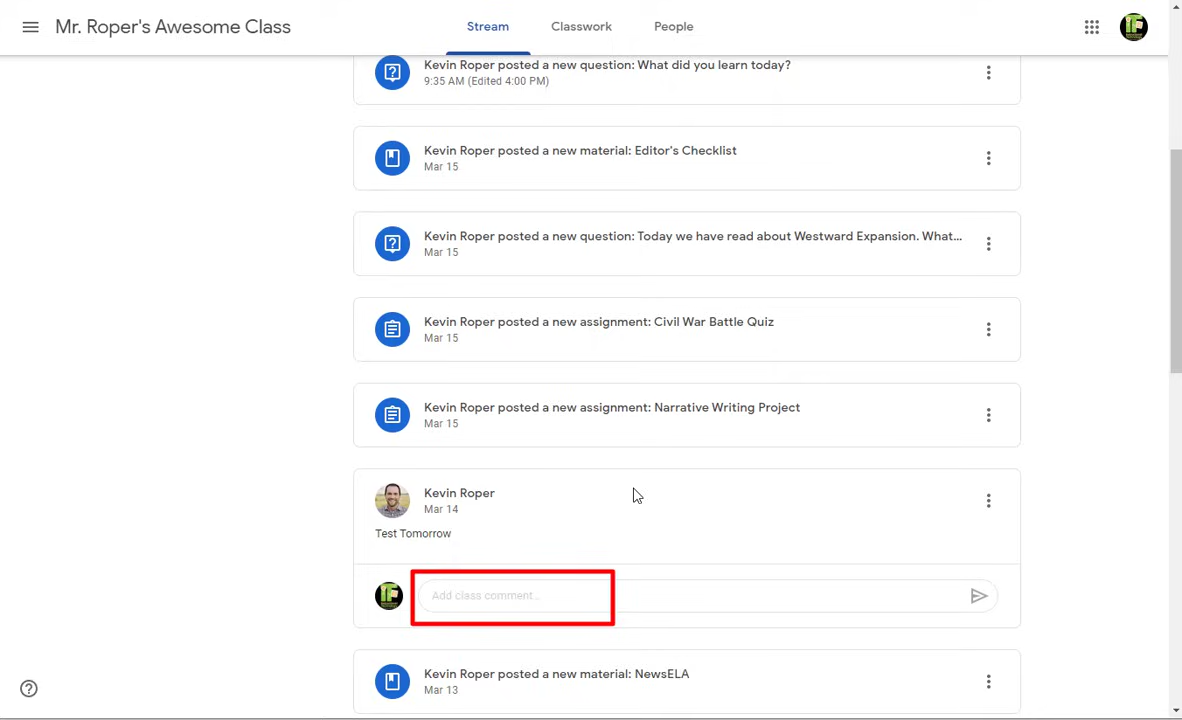 Mr. Roper's Awesome Class
Stream
Classwork
People
Kevin Roper posted a new question: What did you learn today?
9:35 AM (Edited 4:00 PM)
Kevin Roper posted a new material: Editor's Checklist
Mar 15
Kevin Roper posted a new question: Today we have read about Westward Expansion. What...
Mar 15
Kevin Roper posted a new assignment: Civil War Battle Quiz
Mar 15
Kevin Roper posted a new assignment: Narrative Writing Project
Mar 15
Kevin Roper
Mar 14
Test Tomorrow
Add class comment...
Kevin Roper posted a new material: NewsELA
Mar 13